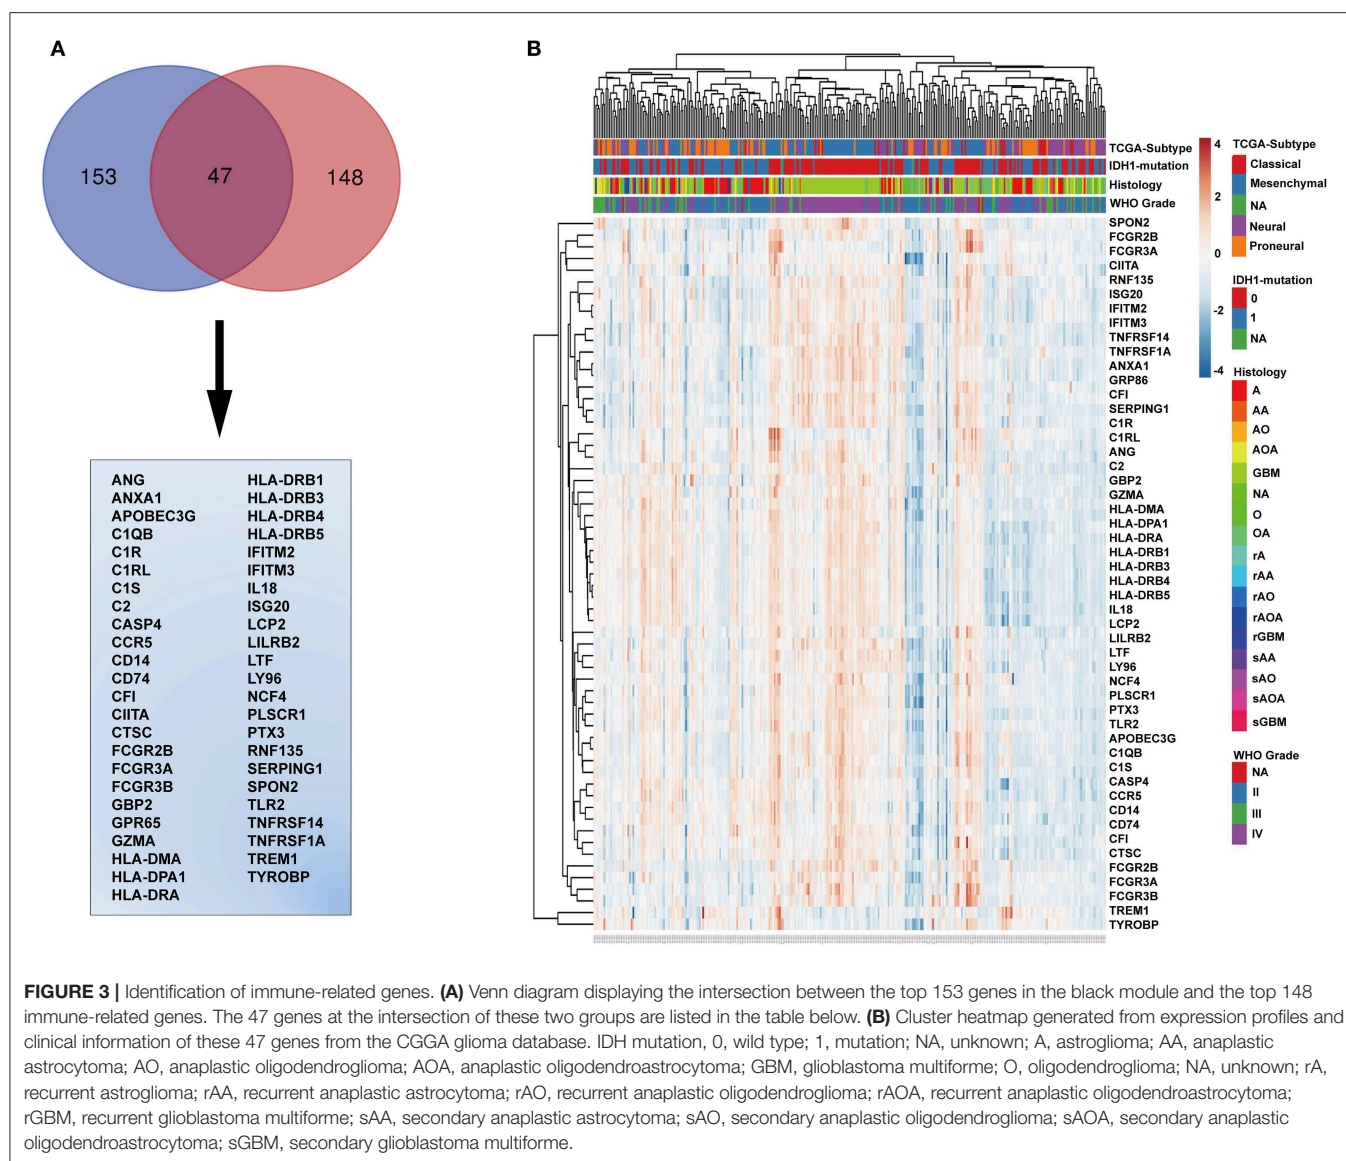 A
153
47
148
ANG
ANXA1
APOBEC3G
C1QB
C1R
C1RL
C1S
C2
CASP4
CCR5
CD14
CD74
CFI
CIITA
CTSC
FCGR2B
FCGR3A
FCGR3B
GBP2
GPR65
GZMA
HLA-DMA
HLA-DPA1
HLA-DRA
HLA-DRB1
HLA-DRB3
HLA-DRB4
HLA-DRB5
IFITM2
IFITM3
IL18
ISG20
LCP2
LILRB2
LTF
LY96
NCF4
PLSCR1
PTX3
RNF135
SERPING1
SPON2
TLR2
TNFRSF14
TNFRSF1A
TREM1
TYROBP
B
TCGA-Subtype
IDH1-mutation
Histology
WHO Grade
SPON2
FCGR2B
FCGR3A
CIITA
RNF135
ISG20
IFITM2
IFITM3
TNFRSF14
TNFRSF1A
ANXA1
GRP86
CFI
SERPING1
C1R
C1RL
ANG
C2
GBP2
GZMA
HLA-DMA
HLA-DPA1
HLA-DRA
HLA-DRB1
HLA-DRB3
HLA-DRB4
HLA-DRB5
IL18
LCP2
LILRB2
LTF
LY96
NCF4
PLSCR1
PTX3
TLR2
APOBEC3G
C1QB
C1S
CASP4
CCR5
CD14
CD74
CFI
CTSC
FCGR2B
FCGR3A
FCGR3B
TREM1
TYROBP
4
2
0
-2
-4
TCGA-Subtype
Classical
Mesenchymal
NA
Neural
Proneural
IDH1-mutation
0
1
NA
Histology
A
AA
AO
AOA
GBM
NA
O
OA
rA
rAA
rAO
rAOA
rGBM
sAA
sAO
sAOA
sGBM
WHO Grade
NA
II
III
IV
FIGURE 3 | Identification of immune-related genes. (A) Venn diagram displaying the intersection between the top 153 genes in the black module and the top 148
immune-related genes. The 47 genes at the intersection of these two groups are listed in the table below. (B) Cluster heatmap generated from expression profiles and
clinical information of these 47 genes from the CGGA glioma database. IDH mutation, 0, wild type; 1, mutation; NA, unknown; A, astroglioma; AA, anaplastic
astrocytoma; AO, anaplastic oligodendroglioma; AOA, anaplastic oligodendroastrocytoma; GBM, glioblastoma multiforme; O, oligodendroglioma; NA, unknown; rA,
recurrent astroglioma; rAA, recurrent anaplastic astrocytoma; rAO, recurrent anaplastic oligodendroglioma; rAOA, recurrent anaplastic oligodendroastrocytoma;
rGBM, recurrent glioblastoma multiforme; sAA, secondary anaplastic astrocytoma; sAO, secondary anaplastic oligodendroglioma; sAOA, secondary anaplastic
oligodendroastrocytoma; sGBM, secondary glioblastoma multiforme.